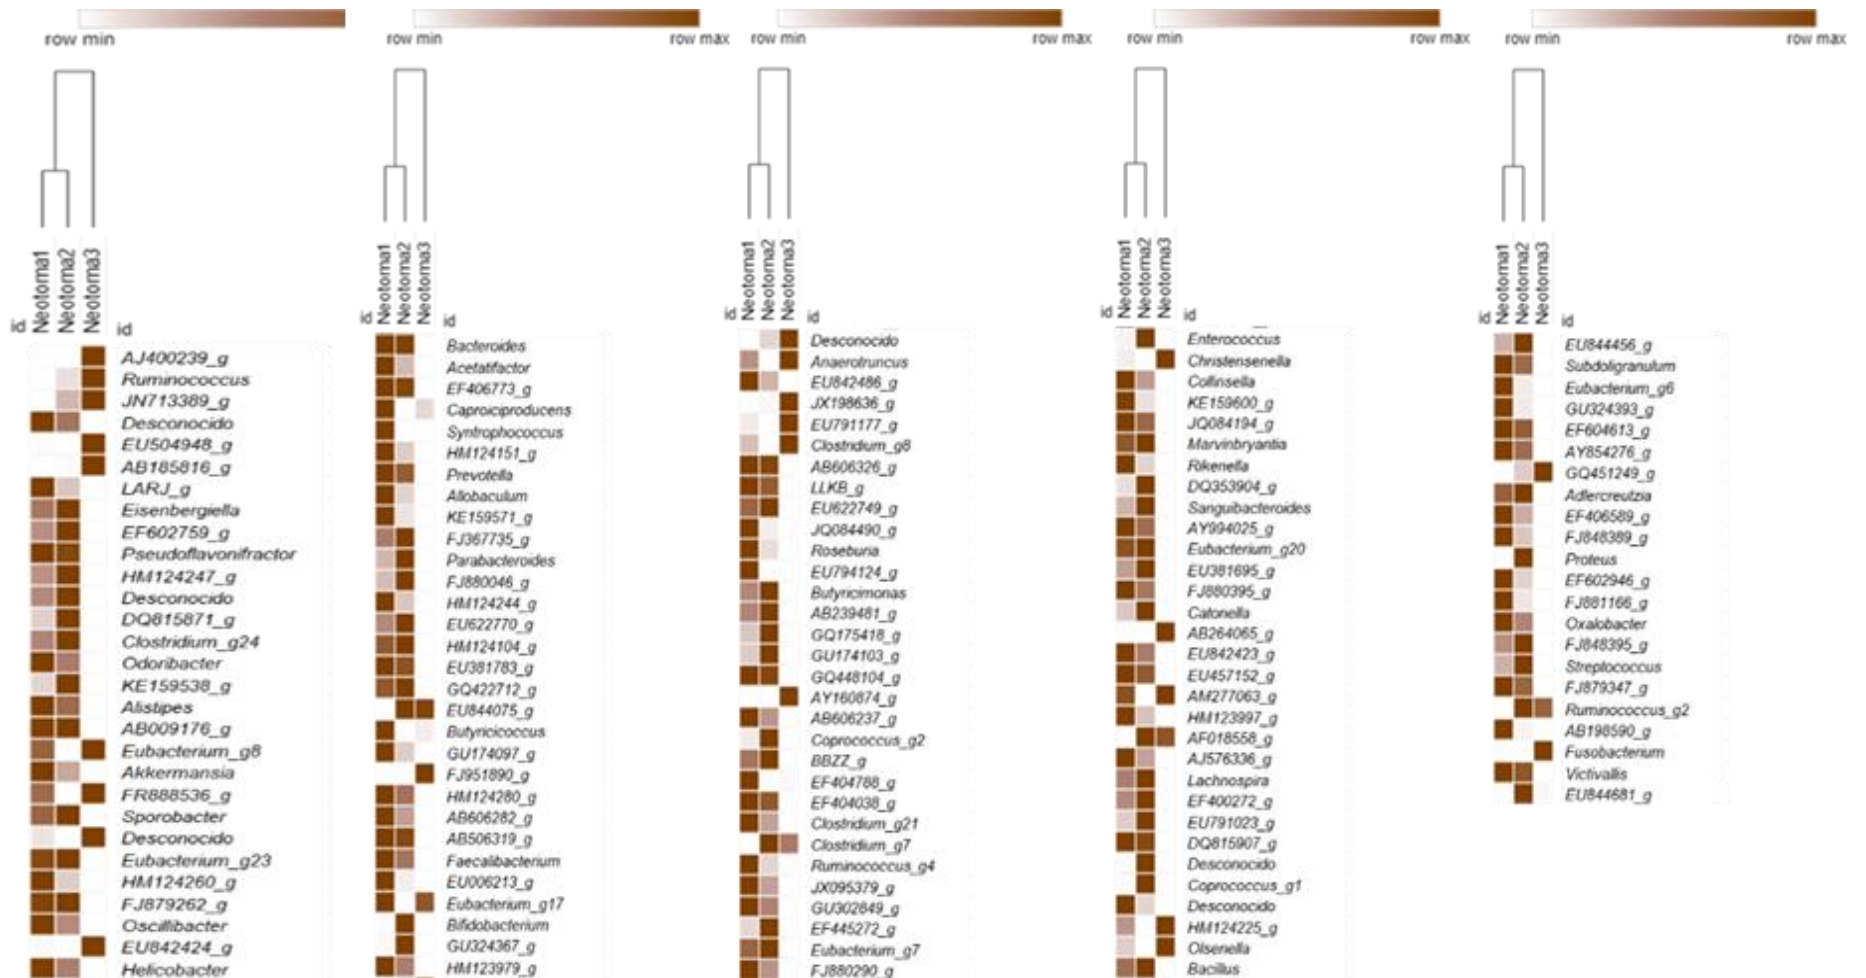 row min
Neotoma1
Neotoma2
Neotoma3
id
id
AJ400239_g
Ruminococcus
JN713389_g
Desconocido
EU504948_g
AB185816_g
LARJ_g
Eisenbergiella
EF602759_g
Pseudoflavonifractor
HM124247_g
Desconocido
DQ815871_g
Clostridium_g24
Odoribacter
KE159538_g
Alistipes
AB009176_g
Eubacterium_g8
Akkermansia
FR888536_g
Sporobacter
Desconocido
Eubacterium_g23
HM124260_g
FJ879262_g
Oscillibacter
EU842424_g
Helicobacter
row min row max
Neotoma1
Neotoma2
Neotoma3
id
id
Bacteroides
Acetatifactor
EF406773_g
Caproiciproducens
Syntrophococcus
HM124151_g
Prevotella
Allobaculum
KE159571_g
FJ367735_g
Parabacteroides
FJ880046_g
HM124244_g
EU622770_g
HM124104_g
EU381783_g
GQ422712_g
EU844075_g
Butyricicoccus
GU174097_g
FJ951890_g
HM124280_g
AB606282_g
AB506319_g
Faecalibacterium
EU006213_g
Eubacterium_g17
Bifidobacterium
GU324367_g
HM123979_g
row min row max
Neotoma1
Neotoma2
Neotoma3
id
id
Desconocido
Anaerotruncus
EU842486_g
JX198636_g
EU791177_g
Clostridium_g8
AB606326_g
LLKB_g
EU622749_g
JQ084490_g
Roseburia
EU794124_g
Butyricimonas
AB239481_g
GQ175418_g
GU174103_g
GQ448104_g
AY160874_g
AB606237_g
Coprococcus_g2
BBZZ_g
EF404788_g
EF404038_g
Clostridium_g21
Clostridium_g7
Ruminococcus_g4
JX095379_g
GU302849_g
EF445272_g
Eubacterium_g7
FJ880290_g
row min row max
Neotoma1
Neotoma2
Neotoma3
id
id
Enterococcus
Christensenella
Collinsella
KE159600_g
JQ084194_g
Marvinbryantia
Rikenella
DQ353904_g
Sanguibacteroides
AY994025_g
Eubacterium_g20
EU381695_g
FJ880395_g
Catonella
AB264065_g
EU842423_g
EU457152_g
AM277063_g
HM123997_g
AF018558_g
AJ576336_g
Lachnospira
EF400272_g
EU791023_g
DQ815907_g
Desconocido
Coprococcus_g1
Desconocido
HM124225_g
Olsenella
Bacillus
row min row max
Neotoma1
Neotoma2
Neotoma3
id
id
EU844456_g
Subdoligranulum
Eubacterium_g6
GU324393_g
EF604613_g
AY854276_g
GQ451249_g
Adlercreutzia
EF406589_g
FJ848389_g
Proteus
EF602946_g
FJ881166_g
Oxalobacter
FJ848395_g
Streptococcus
FJ879347_g
Ruminococcus_g2
AB198590_g
Fusobacterium
Victivallis
EU844681_g